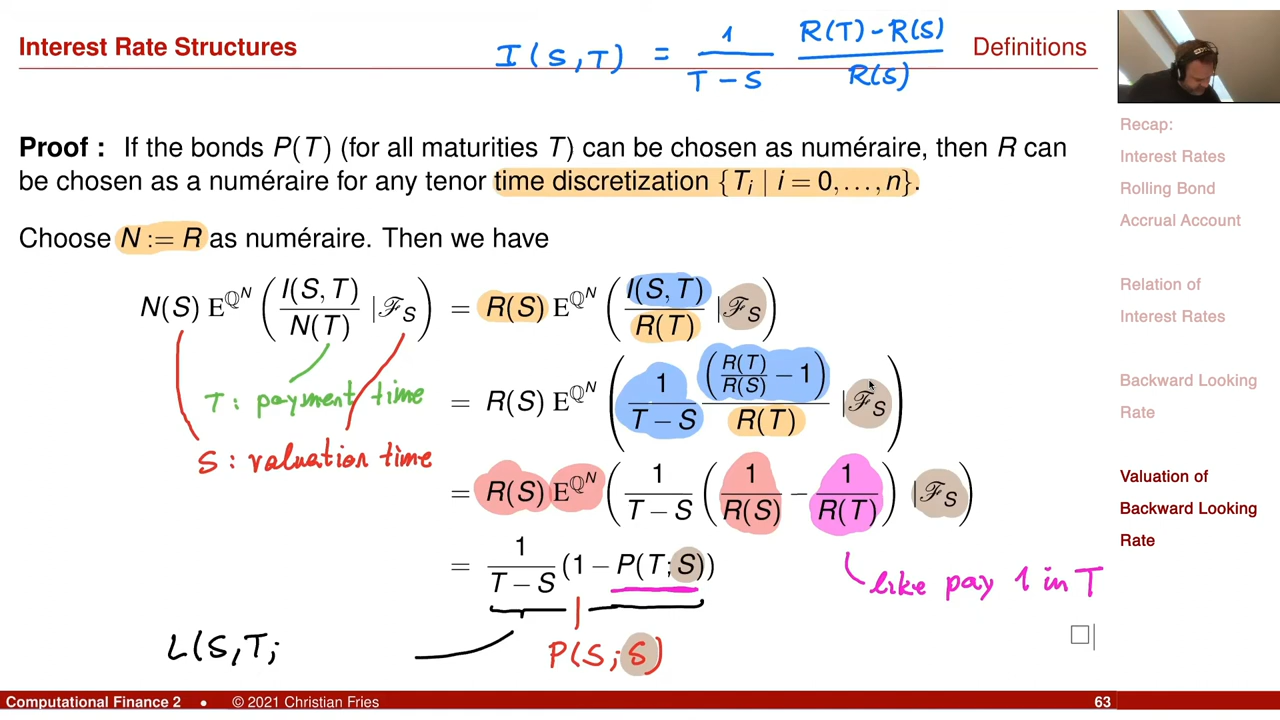 Interest Rate Structures
I(S,T) = 1/(T-S) (R(T)-R(S))/R(S)
Definitions
Proof : If the bonds P(T) (for all maturities T) can be chosen as numéraire, then R can
be chosen as a numéraire for any tenor time discretization {T_i | i = 0,...,n}.
Choose N := R as numéraire. Then we have
N(S) E^{ℚ^N} ( I(S,T)/N(T) | ℱ_S ) = R(S) E^{ℚ^N} ( I(S,T)/R(T) | ℱ_S )
T: payment time
= R(S) E^{ℚ^N} ( 1/(T−S) (R(T)/R(S) − 1)/R(T) | ℱ_S )
S: valuation time
= R(S) E^{ℚ^N} ( 1/(T−S) ( 1/R(S) − 1/R(T) ) | ℱ_S )
= 1/(T−S) (1 − P(T;S))
like pay 1 in T
L(S,T;
P(S;S)
□
Recap:
Interest Rates
Rolling Bond
Accrual Account
Relation of
Interest Rates
Backward Looking
Rate
Valuation of
Backward Looking
Rate
Computational Finance 2 • © 2021 Christian Fries
63